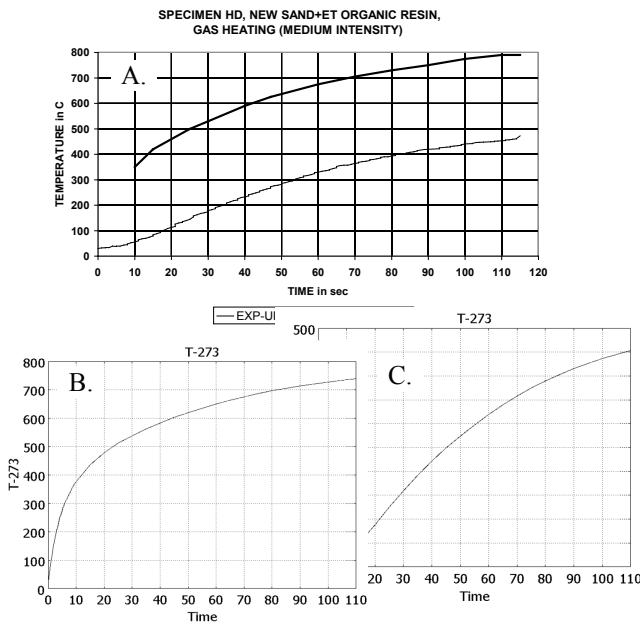 SPECIMEN HD, NEW SAND+ET ORGANIC RESIN,
GAS HEATING (MEDIUM INTENSITY)
A.
TEMPERATURE in C
800
700
600
500
400
300
200
100
0
0 10 20 30 40 50 60 70 80 90 100 110 120
TIME in sec
T-273
B.
T-273
800
700
600
500
400
300
200
100
0
0 10 20 30 40 50 60 70 80 90 100 110
Time
T-273
500
C.
20 30 40 50 60 70 80 90 100 110
Time